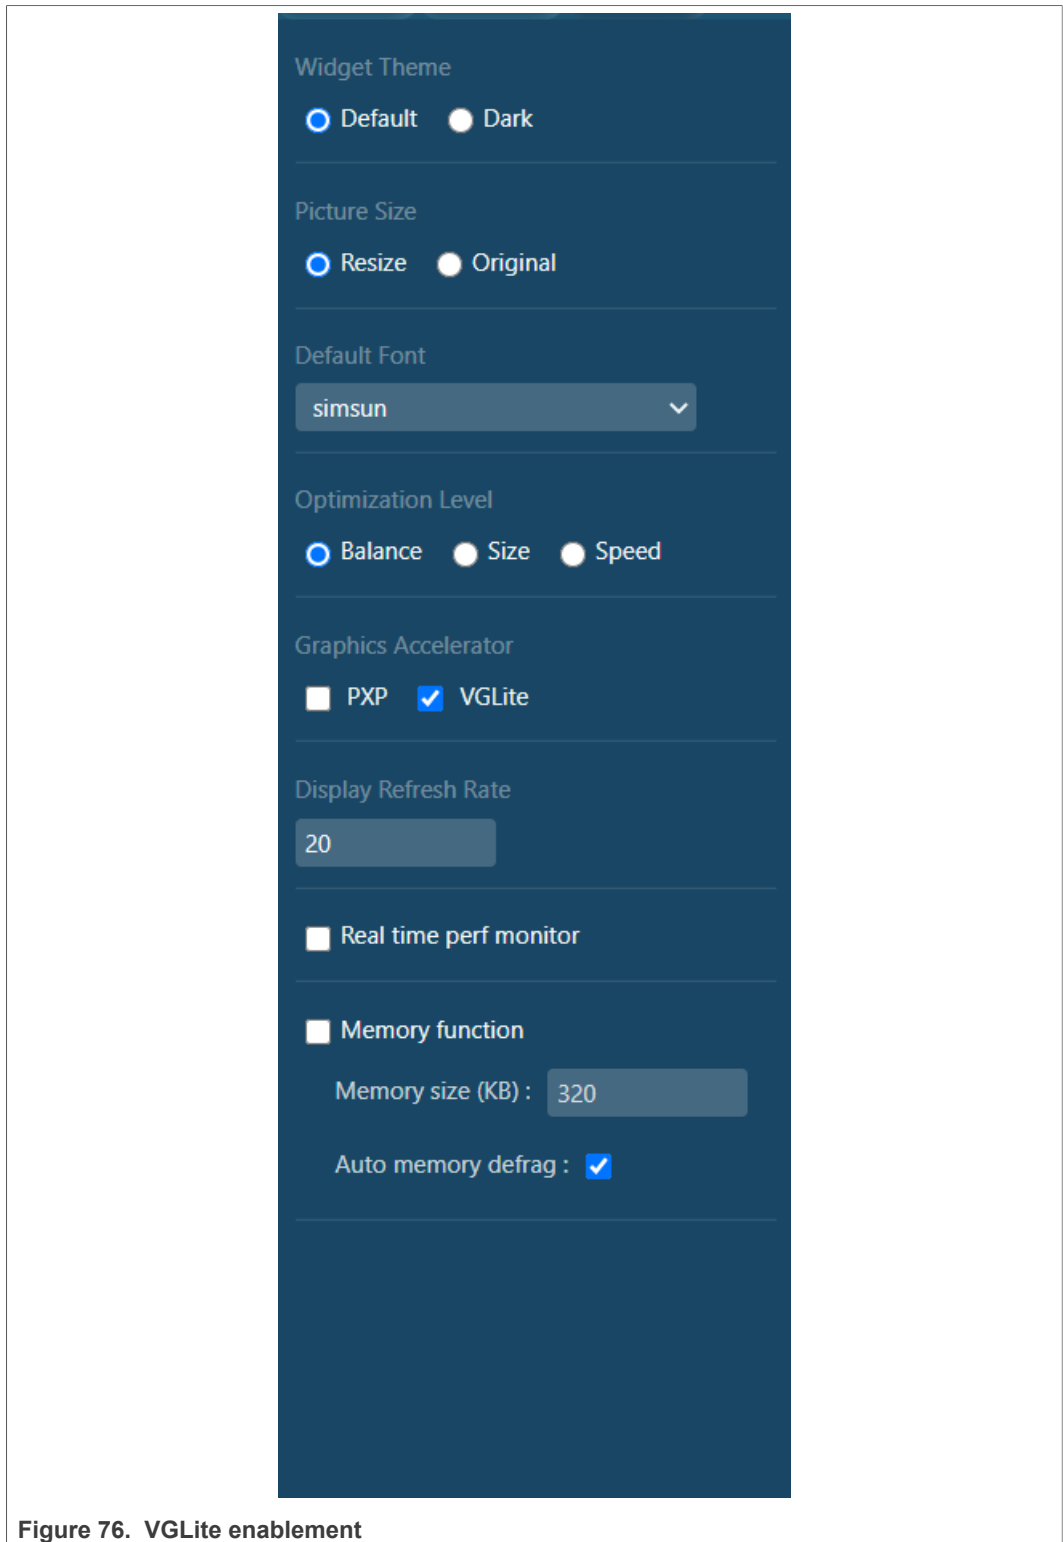 Widget Theme
Default Dark
Picture Size
Resize Original
Default Font
simsun
Optimization Level
Balance Size Speed
Graphics Accelerator
PXP VGLite
Display Refresh Rate
20
Real time perf monitor
Memory function
Memory size (KB) : 320
Auto memory defrag :
Figure 76. VGLite enablement